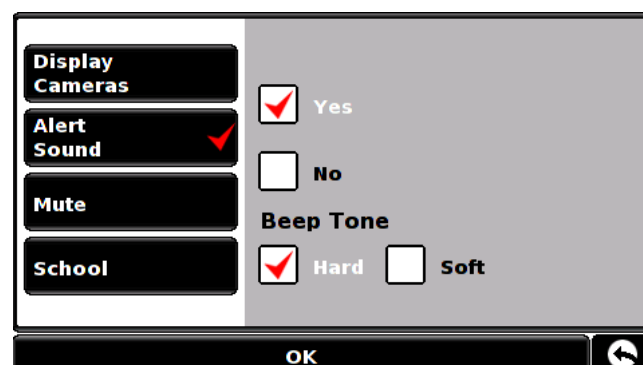 Display
Cameras
Alert
Sound
Mute
School
Yes
No
Beep Tone
Hard Soft
OK